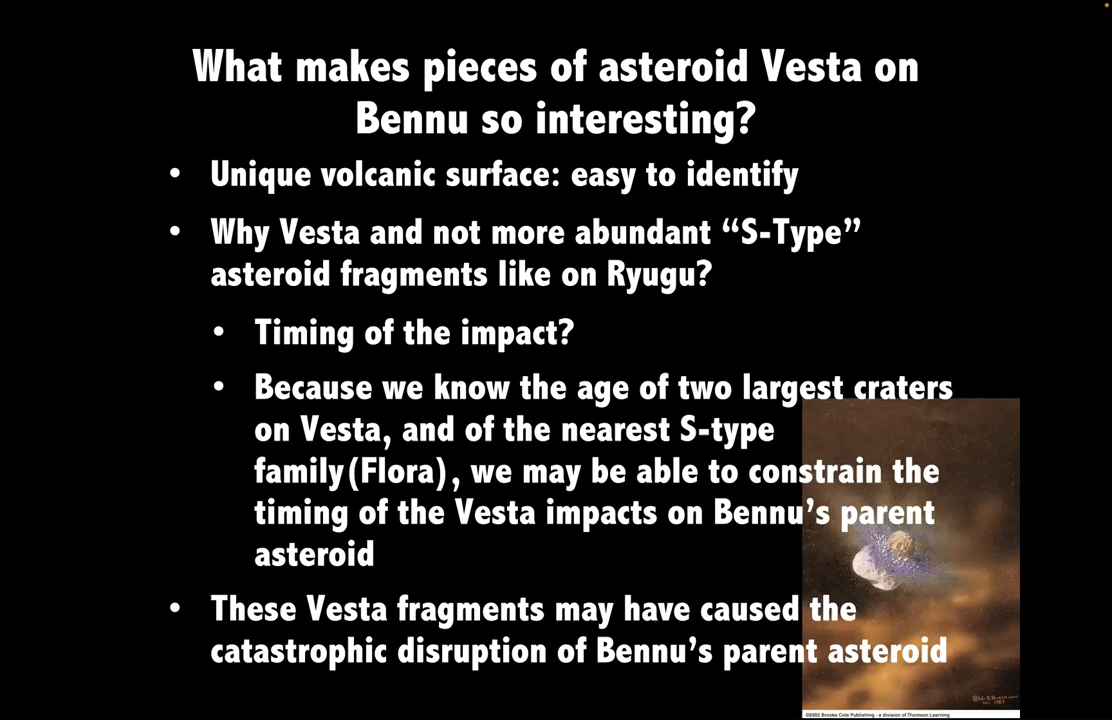 What makes pieces of asteroid Vesta on
Bennu so interesting?
• Unique volcanic surface: easy to identify
• Why Vesta and not more abundant “S-Type”
asteroid fragments like on Ryugu?
• Timing of the impact?
• Because we know the age of two largest craters
on Vesta, and of the nearest S-type
family(Flora), we may be able to constrain the
timing of the Vesta impacts on Bennu’s parent
asteroid
• These Vesta fragments may have caused the
catastrophic disruption of Bennu’s parent asteroid
©2002 Brooks Cole Publishing - a division of Thomson Learning